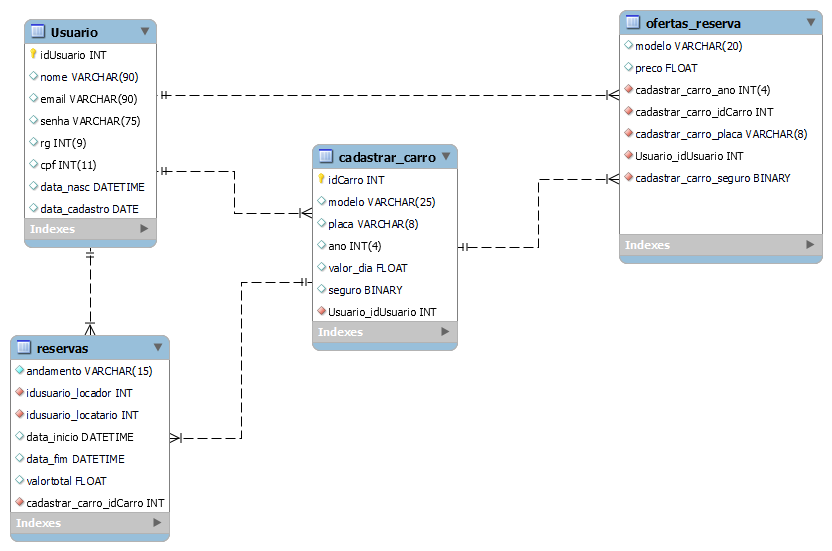 Usuario
idUsuario INT
nome VARCHAR(90)
email VARCHAR(90)
senha VARCHAR(75)
rg INT(9)
cpf INT(11)
data_nasc DATETIME
data_cadastro DATE
Indexes
ofertas_reserva
modelo VARCHAR(20)
preco FLOAT
cadastrar_carro_ano INT(4)
cadastrar_carro_idCarro INT
cadastrar_carro_placa VARCHAR(8)
Usuario_idUsuario INT
cadastrar_carro_seguro BINARY
Indexes
cadastrar_carro
idCarro INT
modelo VARCHAR(25)
placa VARCHAR(8)
ano INT(4)
valor_dia FLOAT
seguro BINARY
Usuario_idUsuario INT
Indexes
reservas
andamento VARCHAR(15)
idusuario_locador INT
idusuario_locatario INT
data_inicio DATETIME
data_fim DATETIME
valortotal FLOAT
cadastrar_carro_idCarro INT
Indexes